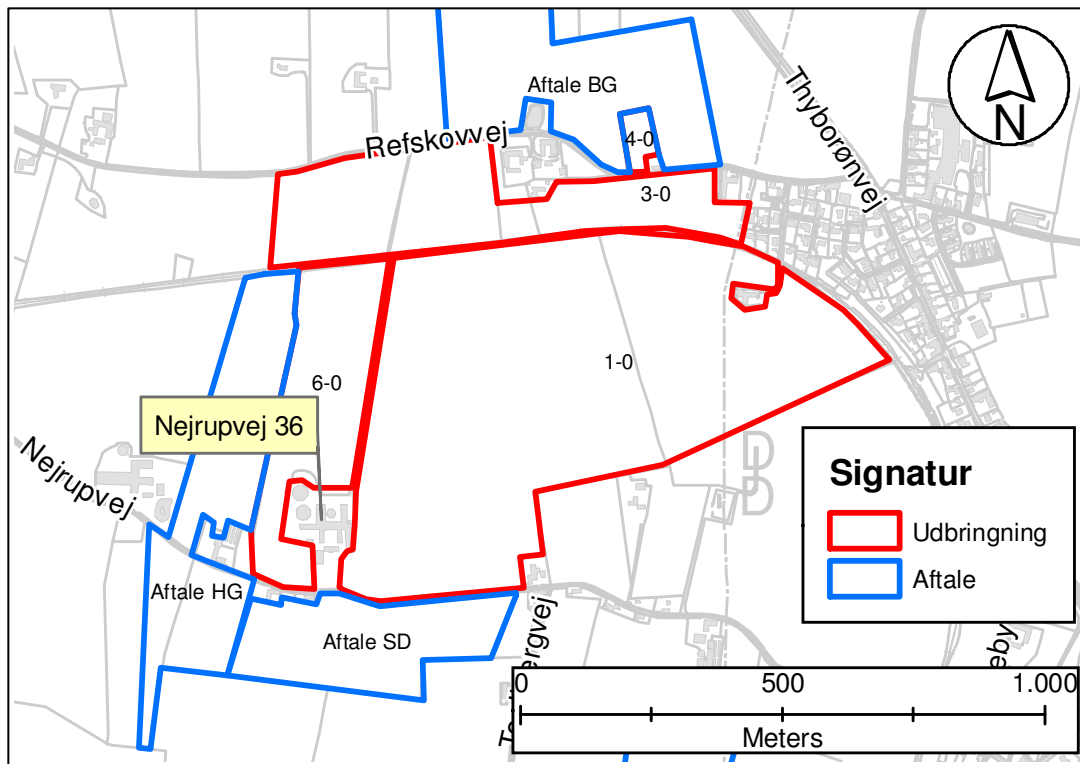 Aftale BG
N
Thyborønvej
Refskovvej
4-0
3-0
1-0
6-0
Nejrupvej 36
Nejrupvej
Signatur
Udbringning
Aftale
Aftale HG
Aftale SD
0 500 1.000
Meters